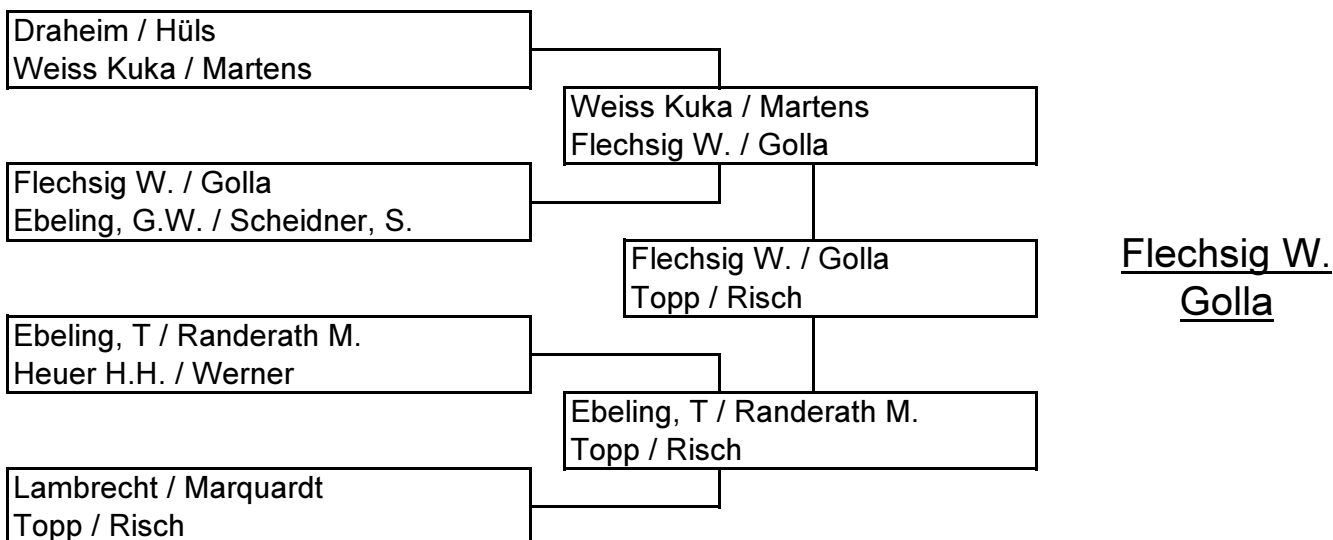 Draheim / Hüls
Weiss Kuka / Martens
Weiss Kuka / Martens
Flechsig W. / Golla
Flechsig W. / Golla
Ebeling, G.W. / Scheidner, S.
Flechsig W. / Golla
Topp / Risch
Flechsig W.
Golla
Ebeling, T / Randerath M.
Heuer H.H. / Werner
Ebeling, T / Randerath M.
Topp / Risch
Lambrecht / Marquardt
Topp / Risch